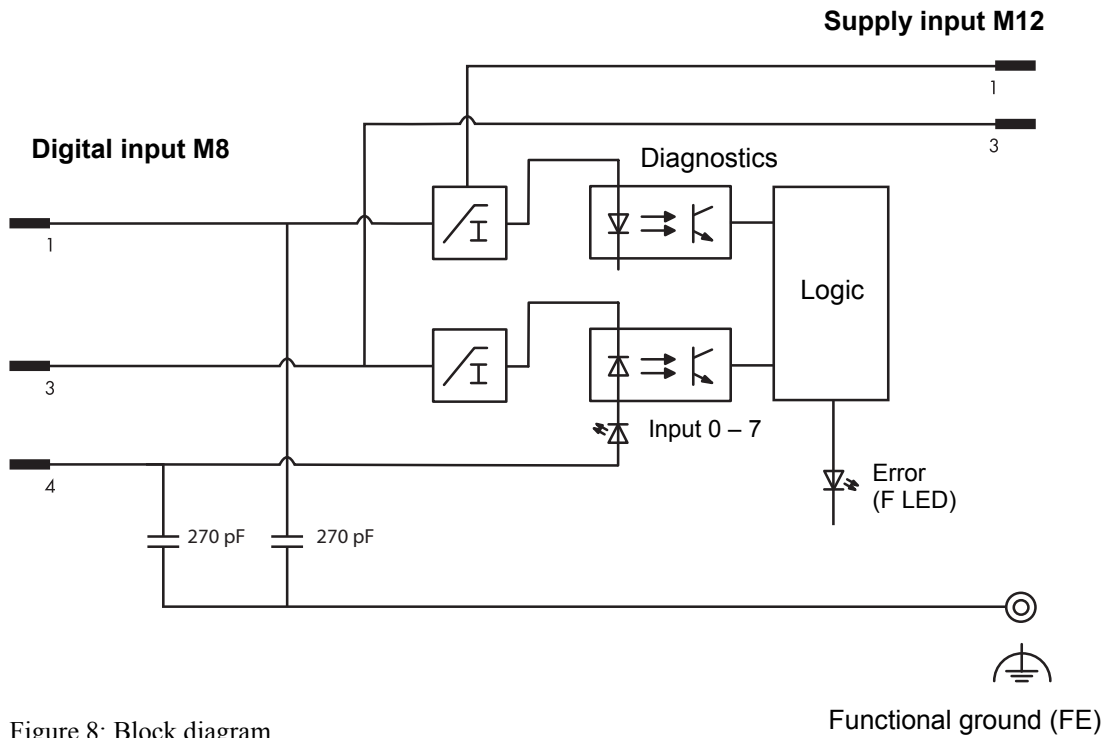 Supply input M12
1
3
Digital input M8
Diagnostics
1
Logic
3
Input 0 – 7
4
Error
(F LED)
270 pF
270 pF
Functional ground (FE)
Figure 8: Block diagram